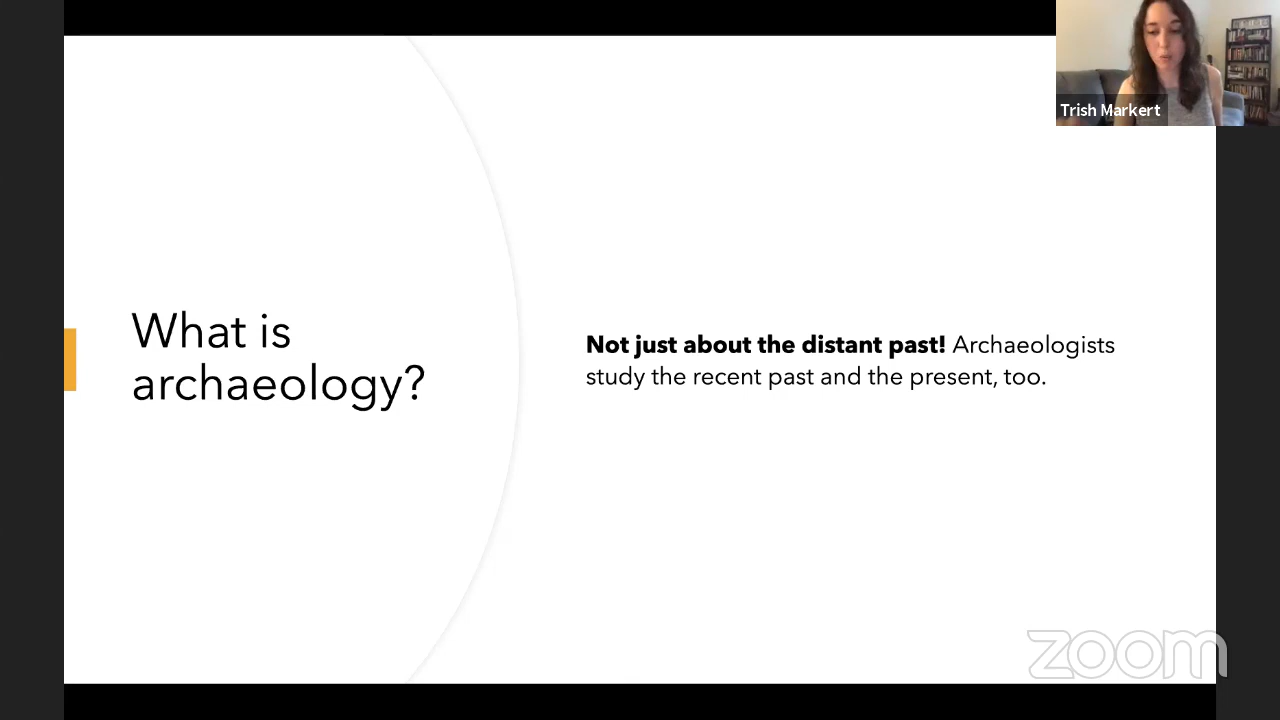 Trish Markert
What is
archaeology?
Not just about the distant past! Archaeologists
study the recent past and the present, too.
zoom